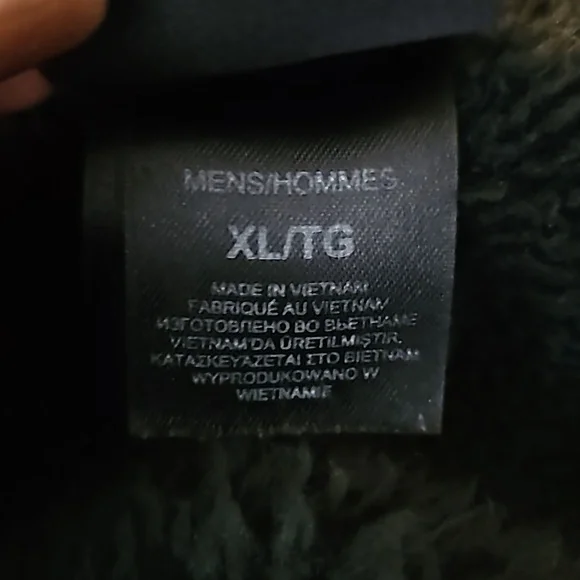 MENS/HOMMES
XL/TG
MADE IN VIETNAM
FABRIQUÉ AU VIETNAM
ИЗГОТОВЛЕНО ВО ВЬЕТНАМЕ
VIETNAM'DA ÜRETILMIŞTIR.
ΚΑΤΑΣΚΕΥΑΖΕΤΑΙ ΣΤΟ ΒΙΕΤΝΑΜ
WYPRODUKOWANO W
WIETNAMIE